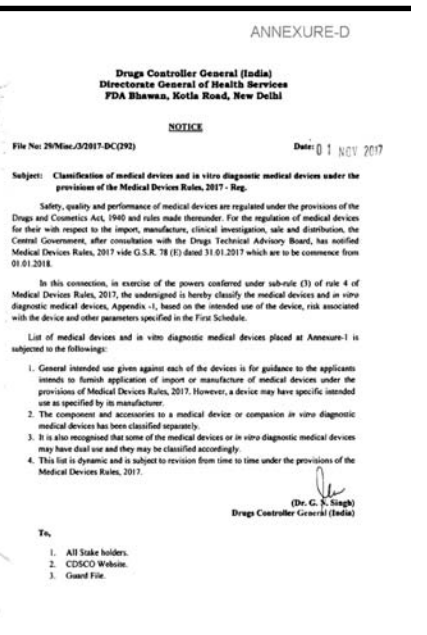 ANNEXURE-D
Drugs Controller General (India)
Directorate General of Health Services
FDA Bhawan, Kotla Road, New Delhi
NOTICE
File No: 29/Misc./3/2017-DC(292)
Date: 0 1 NOV 2017
Subject: Classification of medical devices and in vitro diagnostic medical devices under the
provisions of the Medical Devices Rules, 2017 - Reg.
Safety, quality and performance of medical devices are regulated under the provisions of the
Drugs and Cosmetics Act, 1940 and rules made thereunder. For the regulation of medical devices
for their with respect to the import, manufacture, clinical investigation, sale and distribution, the
Central Government, after consultation with the Drugs Technical Advisory Board, has notified
Medical Devices Rules, 2017 vide G.S.R. 78 (E) dated 31.01.2017 which are to be commence from
01.01.2018.
In this connection, in exercise of the powers conferred under sub-rule (3) of rule 4 of
Medical Devices Rules, 2017, the undersigned is hereby classify the medical devices and in vitro
diagnostic medical devices, Appendix -1, based on the intended use of the device, risk associated
with the device and other parameters specified in the First Schedule.
List of medical devices and in vitro diagnostic medical devices placed at Annexure-1 is
subjected to the followings:
1. General intended use given against each of the devices is for guidance to the applicants
intends to furnish application of import or manufacture of medical devices under the
provisions of Medical Devices Rules, 2017. However, a device may have specific intended
use as specified by its manufacturer.
2. The component and accessories to a medical device or companion in vitro diagnostic
medical devices has been classified separately.
3. It is also recognised that some of the medical devices or in vitro diagnostic medical devices
may have dual use and they may be classified accordingly.
4. This list is dynamic and is subject to revision from time to time under the provisions of the
Medical Devices Rules, 2017.
(Dr. G. N. Singh)
Drugs Controller General (India)
To,
1. All Stake holders.
2. CDSCO Website.
3. Guard File.